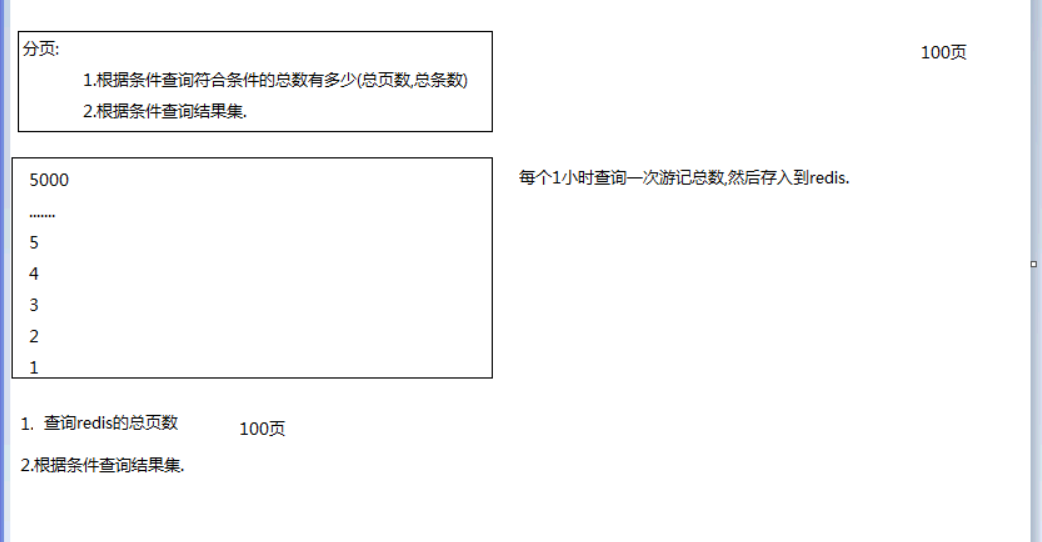 分页:
100页
1.根据条件查询符合条件的总数有多少(总页数,总条数)
2.根据条件查询结果集.
5000
每个1小时查询一次游记总数,然后存入到redis.
.......
5
4
3
2
1
1. 查询redis的总页数
100页
2.根据条件查询结果集.